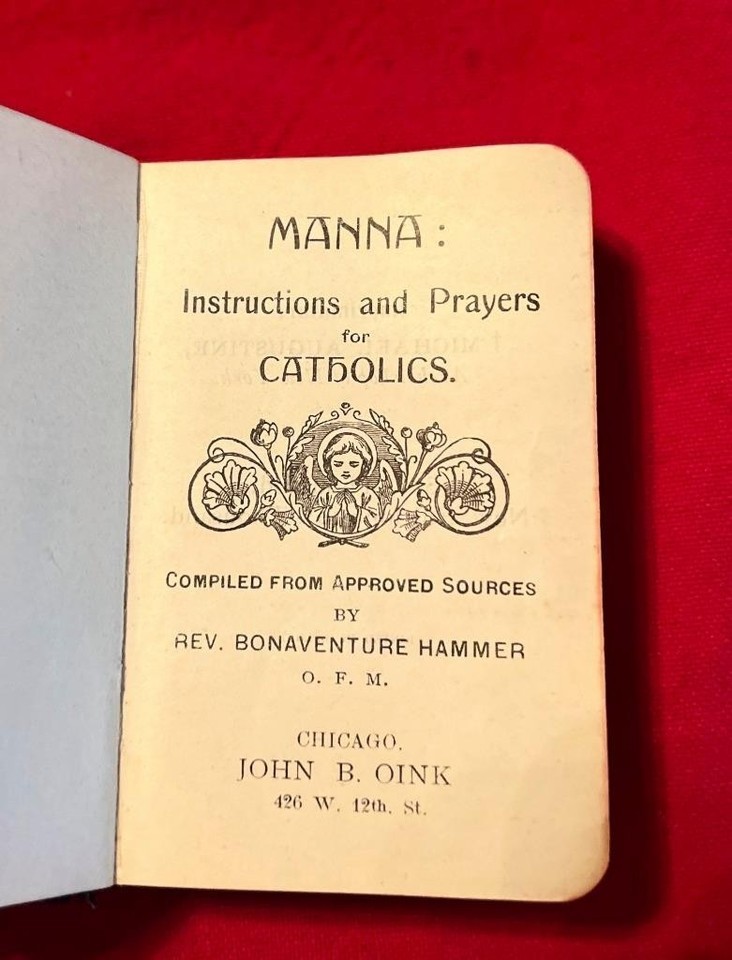 MANNA:
Instructions and Prayers
for
CATHOLICS.
COMPILED FROM APPROVED SOURCES
BY
REV. BONAVENTURE HAMMER
O. F. M.
CHICAGO.
JOHN B. OINK
426 W. 12th. St.